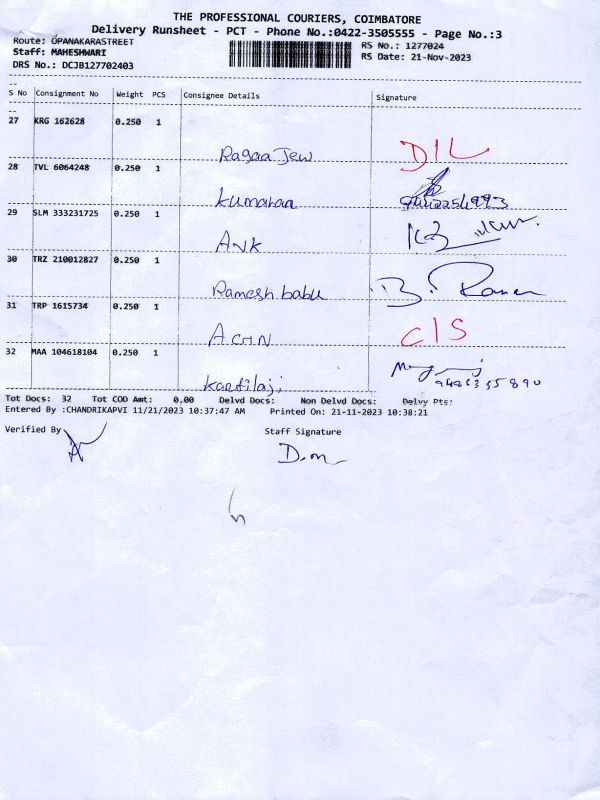 THE PROFESSIONAL COURIERS, COIMBATORE
Delivery Runsheet - PCT - Phone No.:0422-3505555 - Page No.:3
Route: OPANAKARASTREET RS No.: 1277024
Staff: MAHESHWARI RS Date: 21-Nov-2023
DRS No.: DCJB127702403
S No Consignment No Weight PCS Consignee Details Signature
27 KRG 162628 0.250 1
Ragaa Jew D/L
28 TVL 6064248 0.250 1
Kumaran
29 SLM 333231725 0.250 1
ANK
30 TRZ 210012827 0.250 1
Ramesh babu B. Raman
31 TRP 1615734 0.250 1
ACHN C/S
32 MAA 104618104 0.250 1
Kartilaj
Tot Docs: 32 Tot COD Amt: 0.00 Delvd Docs: Non Delvd Docs: Delvy Pts:
Entered By :CHANDRIKAPVI 11/21/2023 10:37:47 AM Printed On: 21-11-2023 10:38:21
Verified By Staff Signature